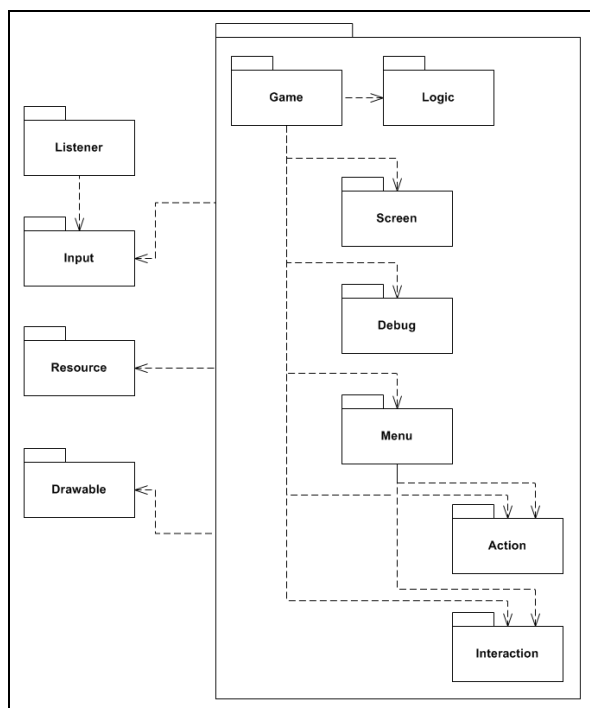 Game
Logic
Listener
Screen
Input
Debug
Resource
Menu
Drawable
Action
Interaction